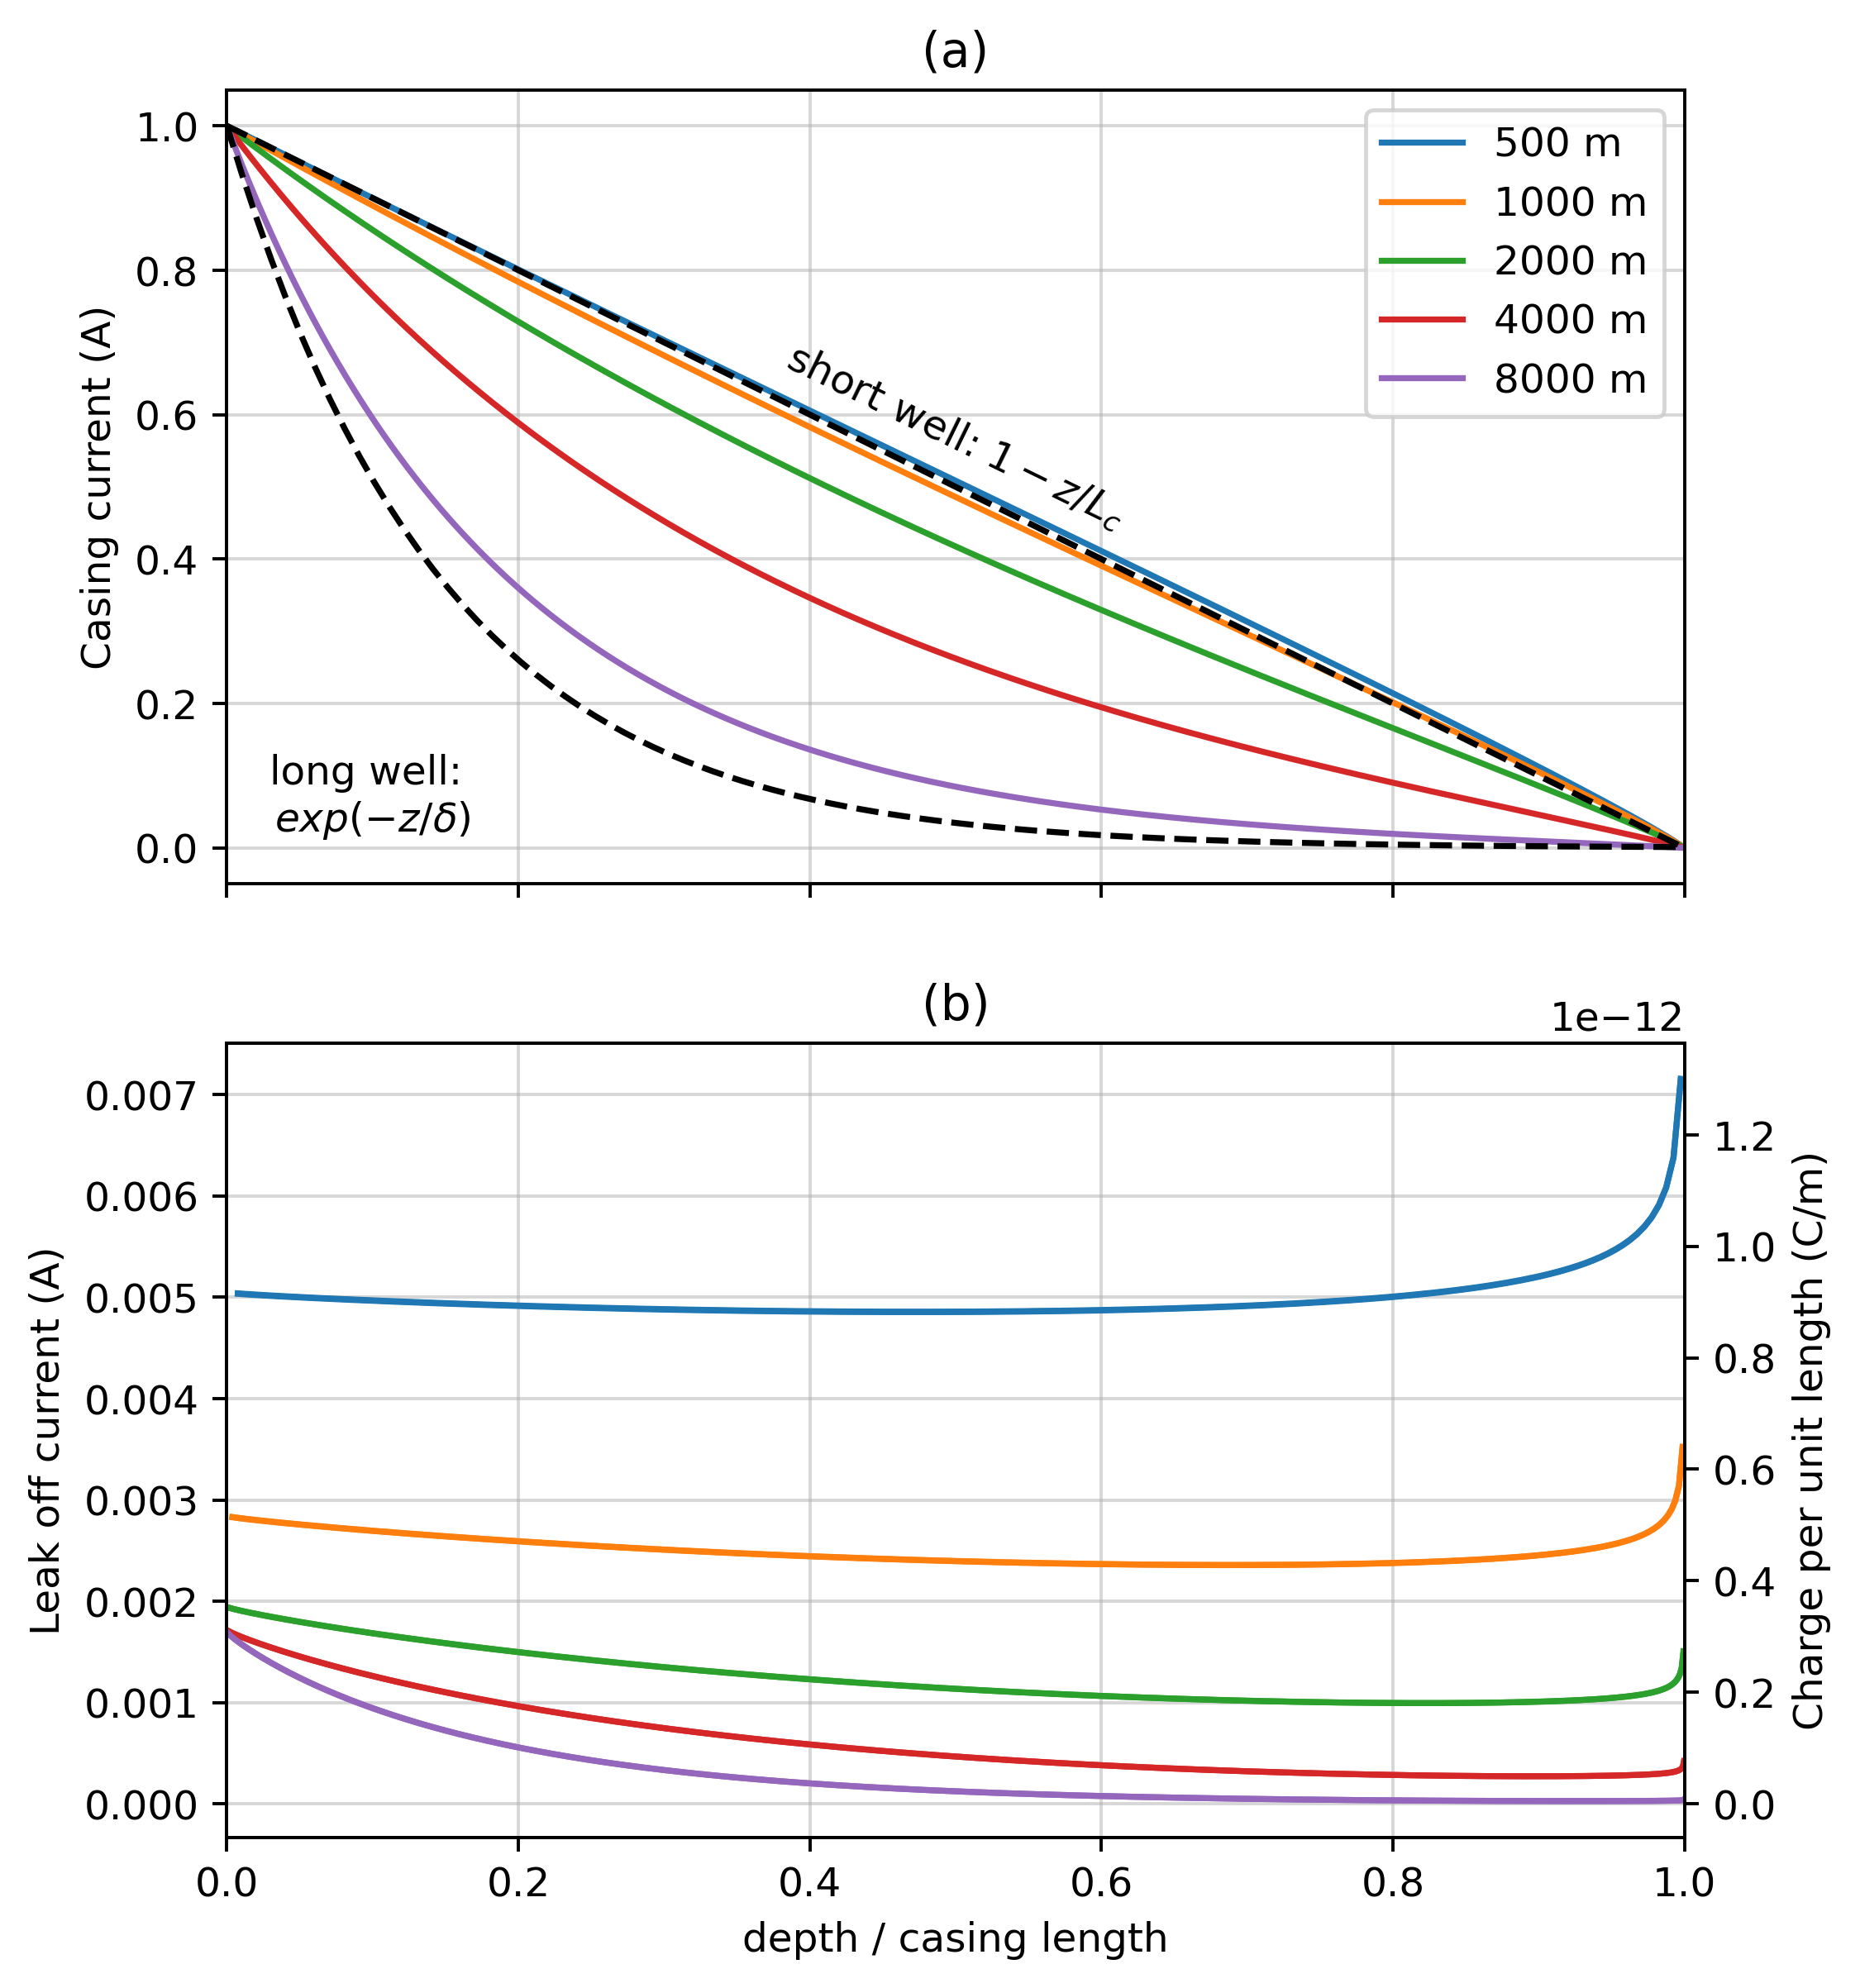 (a)
1.0
0.8
0.6
0.4
0.2
0.0
Casing current (A)
500 m
1000 m
2000 m
4000 m
8000 m
short well: 1 − z/L_c
long well:
exp(−z/δ)
(b)
1e−12
0.007
0.006
0.005
0.004
0.003
0.002
0.001
0.000
Leak off current (A)
1.2
1.0
0.8
0.6
0.4
0.2
0.0
Charge per unit length (C/m)
0.0 0.2 0.4 0.6 0.8 1.0
depth / casing length